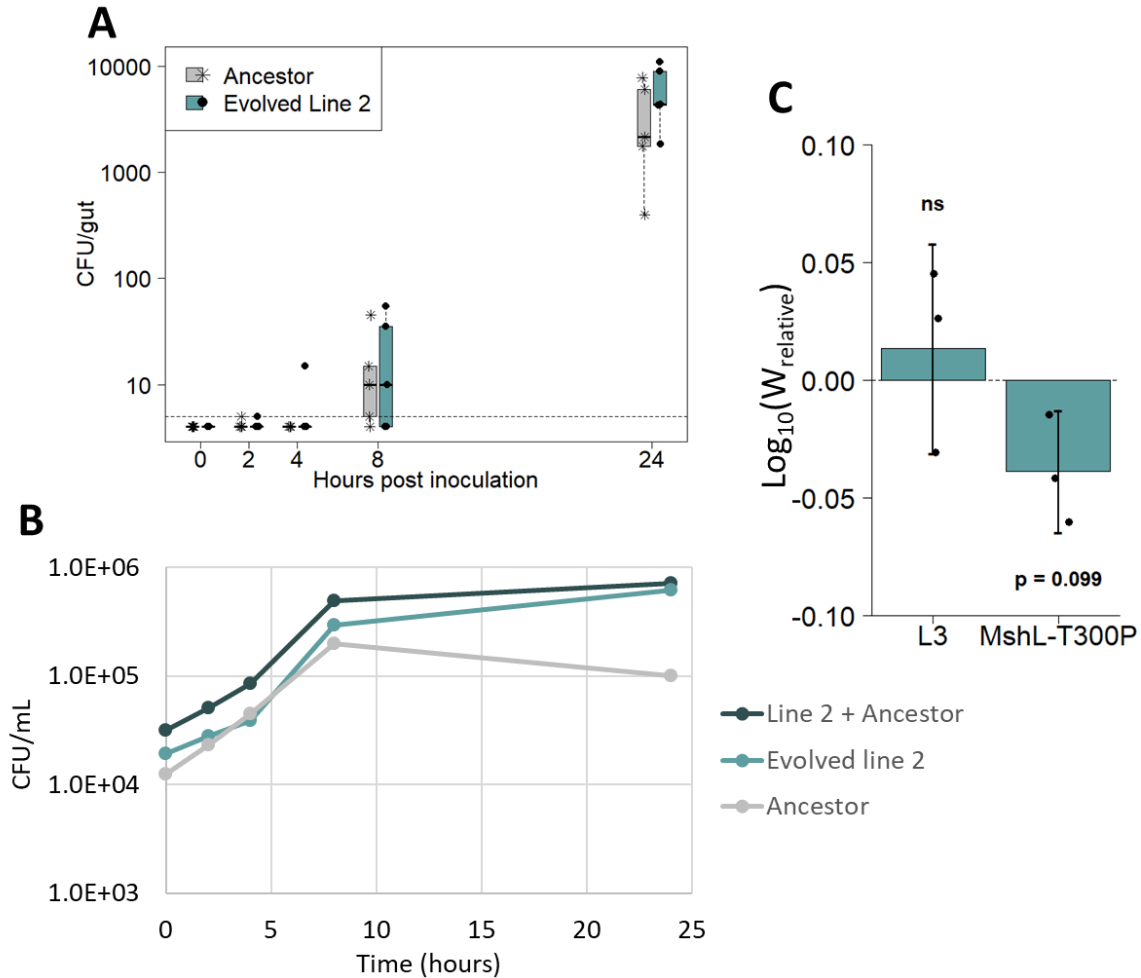 A
Ancestor
Evolved Line 2
10000
1000
100
10
CFU/gut
0 2 4 8 24
Hours post inoculation
B
1.0E+06
1.0E+05
1.0E+04
1.0E+03
CFU/mL
0 5 10 15 20 25
Time (hours)
Line 2 + Ancestor
Evolved line 2
Ancestor
C
0.10
0.05
0.00
-0.05
-0.10
Log10(Wrelative)
ns
p = 0.099
L3 MshL-T300P